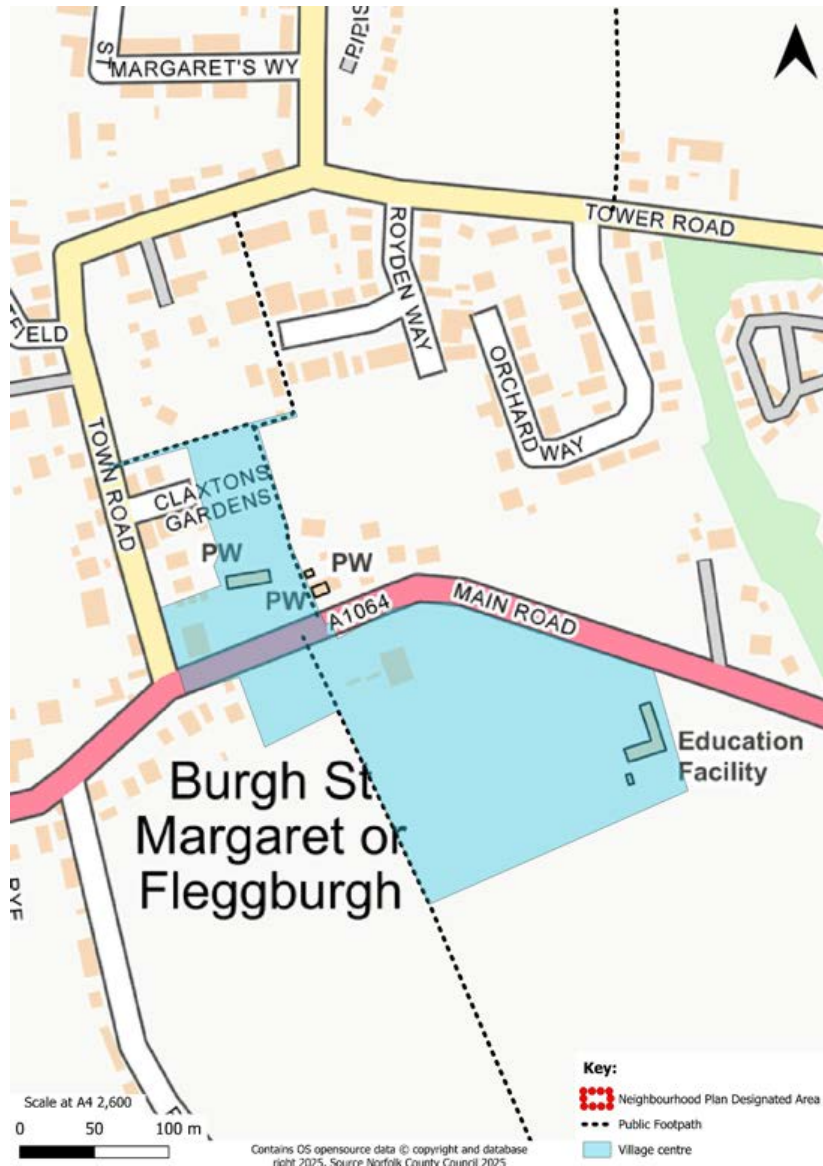 ST
MARGARET'S WY
TOWER ROAD
ROYDEN WAY
ORCHARD WAY
TOWN ROAD
CLAXTONS
GARDENS
PW
PW
PW
A1064
MAIN ROAD
Education
Facility
Burgh St.
Margaret or
Fleggburgh
Key:
Neighbourhood Plan Designated Area
Public Footpath
Village centre
Scale at A4 2,600
0 50 100 m
Contains OS opensource data © copyright and database
right 2025. Source Norfolk County Council 2025